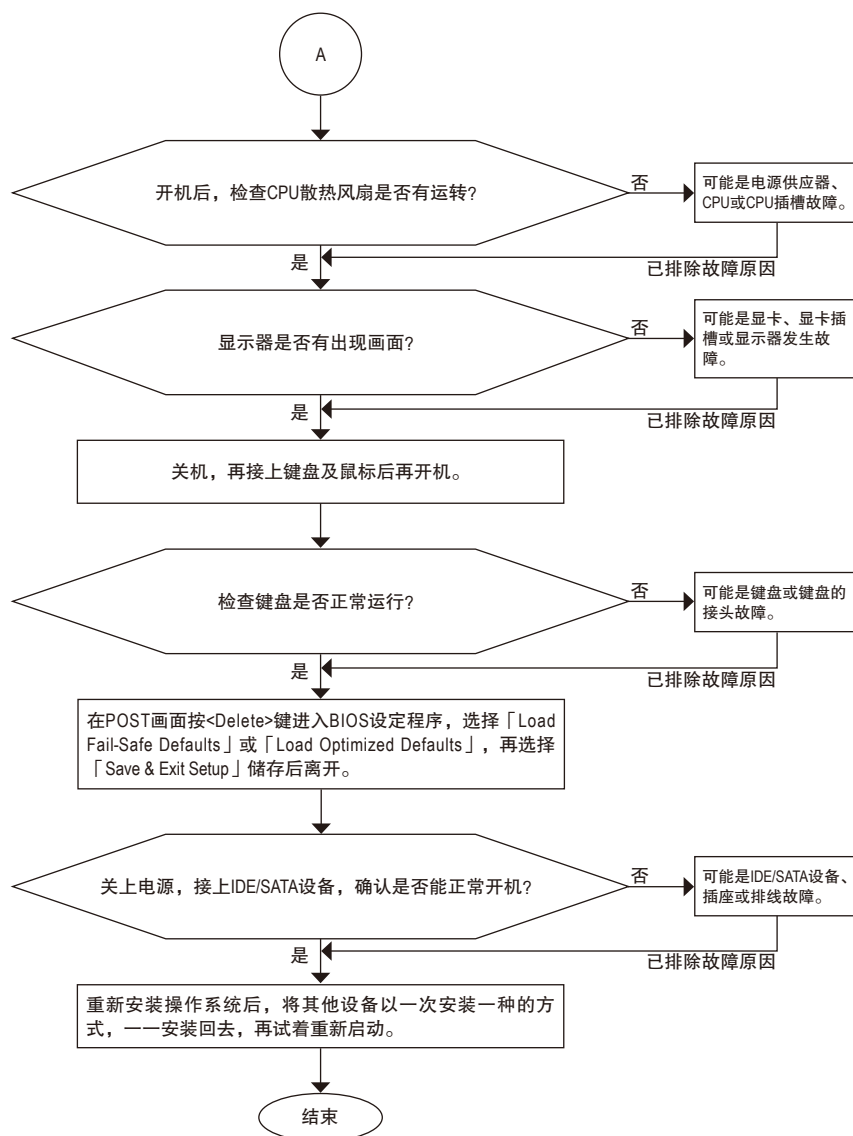 A
开机后，检查CPU散热风扇是否有运转？
否
可能是电源供应器、
CPU或CPU插槽故障。
是
已排除故障原因
显示器是否有出现画面？
否
可能是显卡、显卡插
槽或显示器发生故
障。
是
已排除故障原因
关机，再接上键盘及鼠标后再开机。
检查键盘是否正常运行？
否
可能是键盘或键盘的
接头故障。
是
已排除故障原因
在POST画面按<Delete>键进入BIOS设定程序，选择「Load
Fail-Safe Defaults」或「Load Optimized Defaults」，再选择
「Save & Exit Setup」储存后离开。
关上电源，接上IDE/SATA设备，确认是否能正常开机？
否
可能是IDE/SATA设备、
插座或排线故障。
是
已排除故障原因
重新安装操作系统后，将其他设备以一次安装一种的方
式，一一安装回去，再试着重新启动。
结束